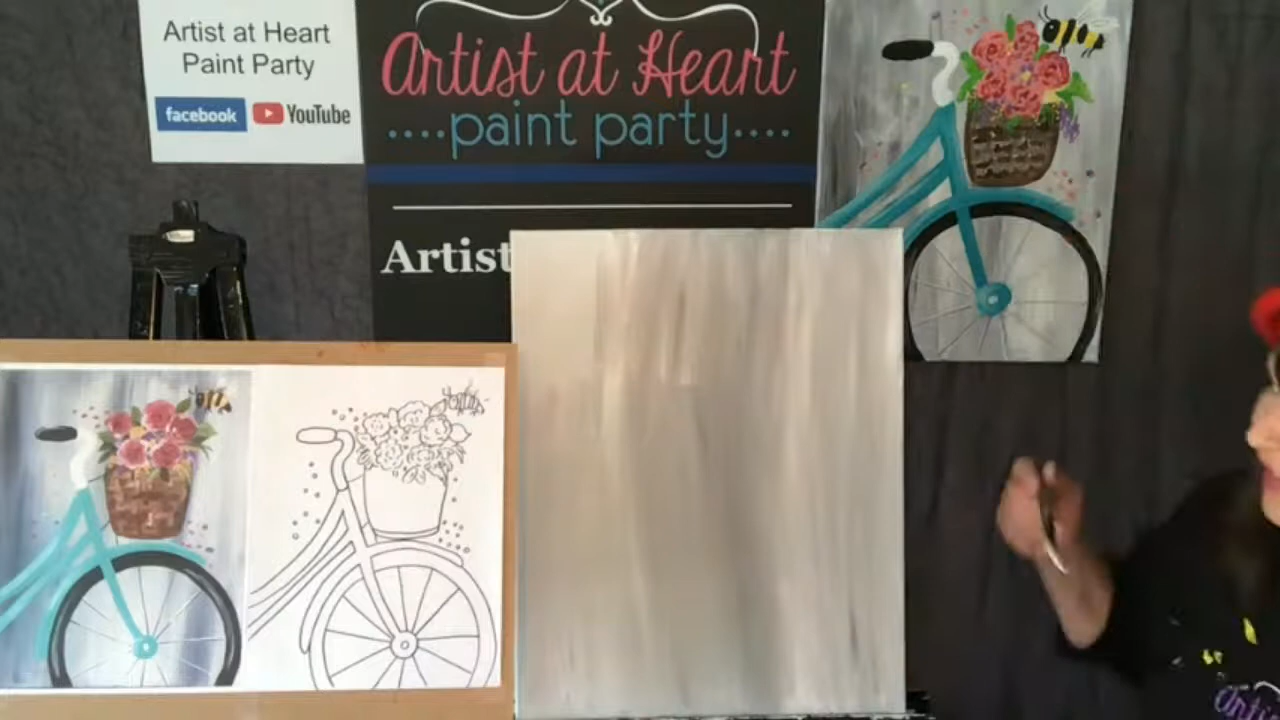 Artist at Heart
Paint Party
facebook YouTube
Artist at Heart
....paint party....
Artist